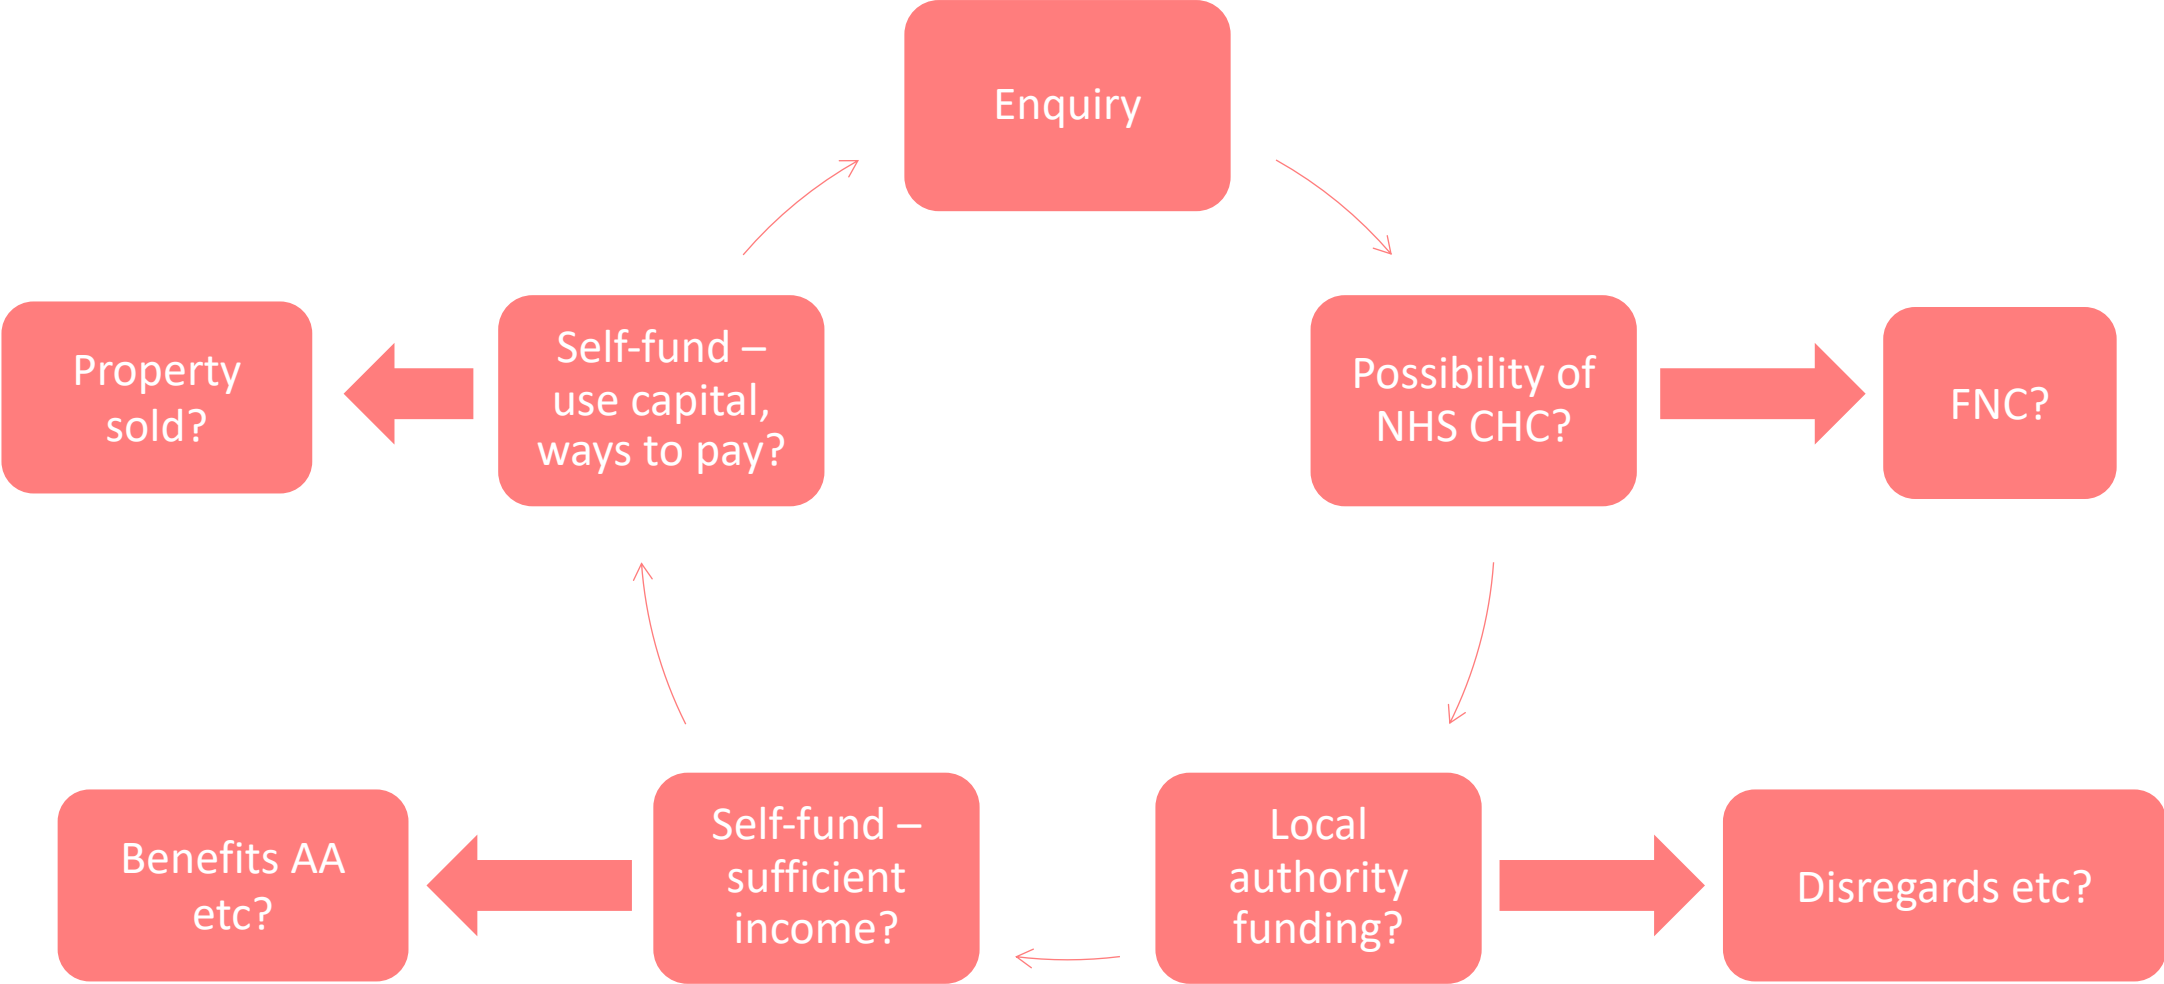 Enquiry
Property
sold?
Self-fund –
use capital,
ways to pay?
Possibility of
NHS CHC?
FNC?
Benefits AA
etc?
Self-fund –
sufficient
income?
Local
authority
funding?
Disregards etc?